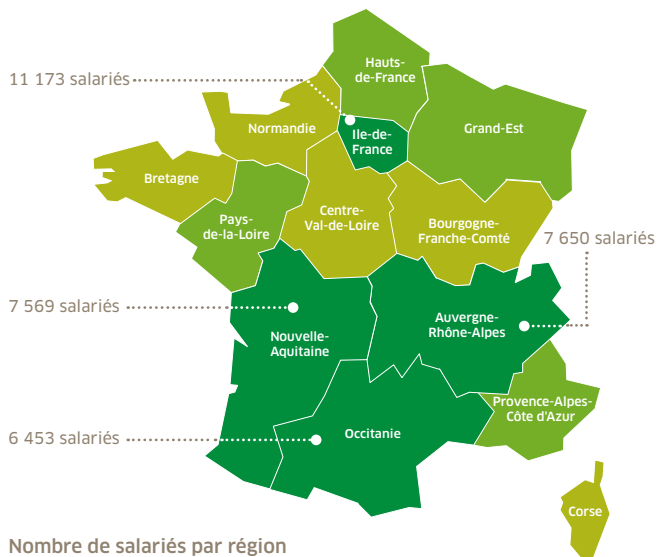 Hauts-
de-France
11 173 salariés
Normandie
Ile-de-
France
Grand-Est
Bretagne
Pays-
de-la-Loire
Centre-
Val-de-Loire
Bourgogne-
Franche-Comté
7 650 salariés
7 569 salariés
Nouvelle-
Aquitaine
Auvergne-
Rhône-Alpes
Provence-Alpes-
Côte d'Azur
6 453 salariés
Occitanie
Corse
Nombre de salariés par région